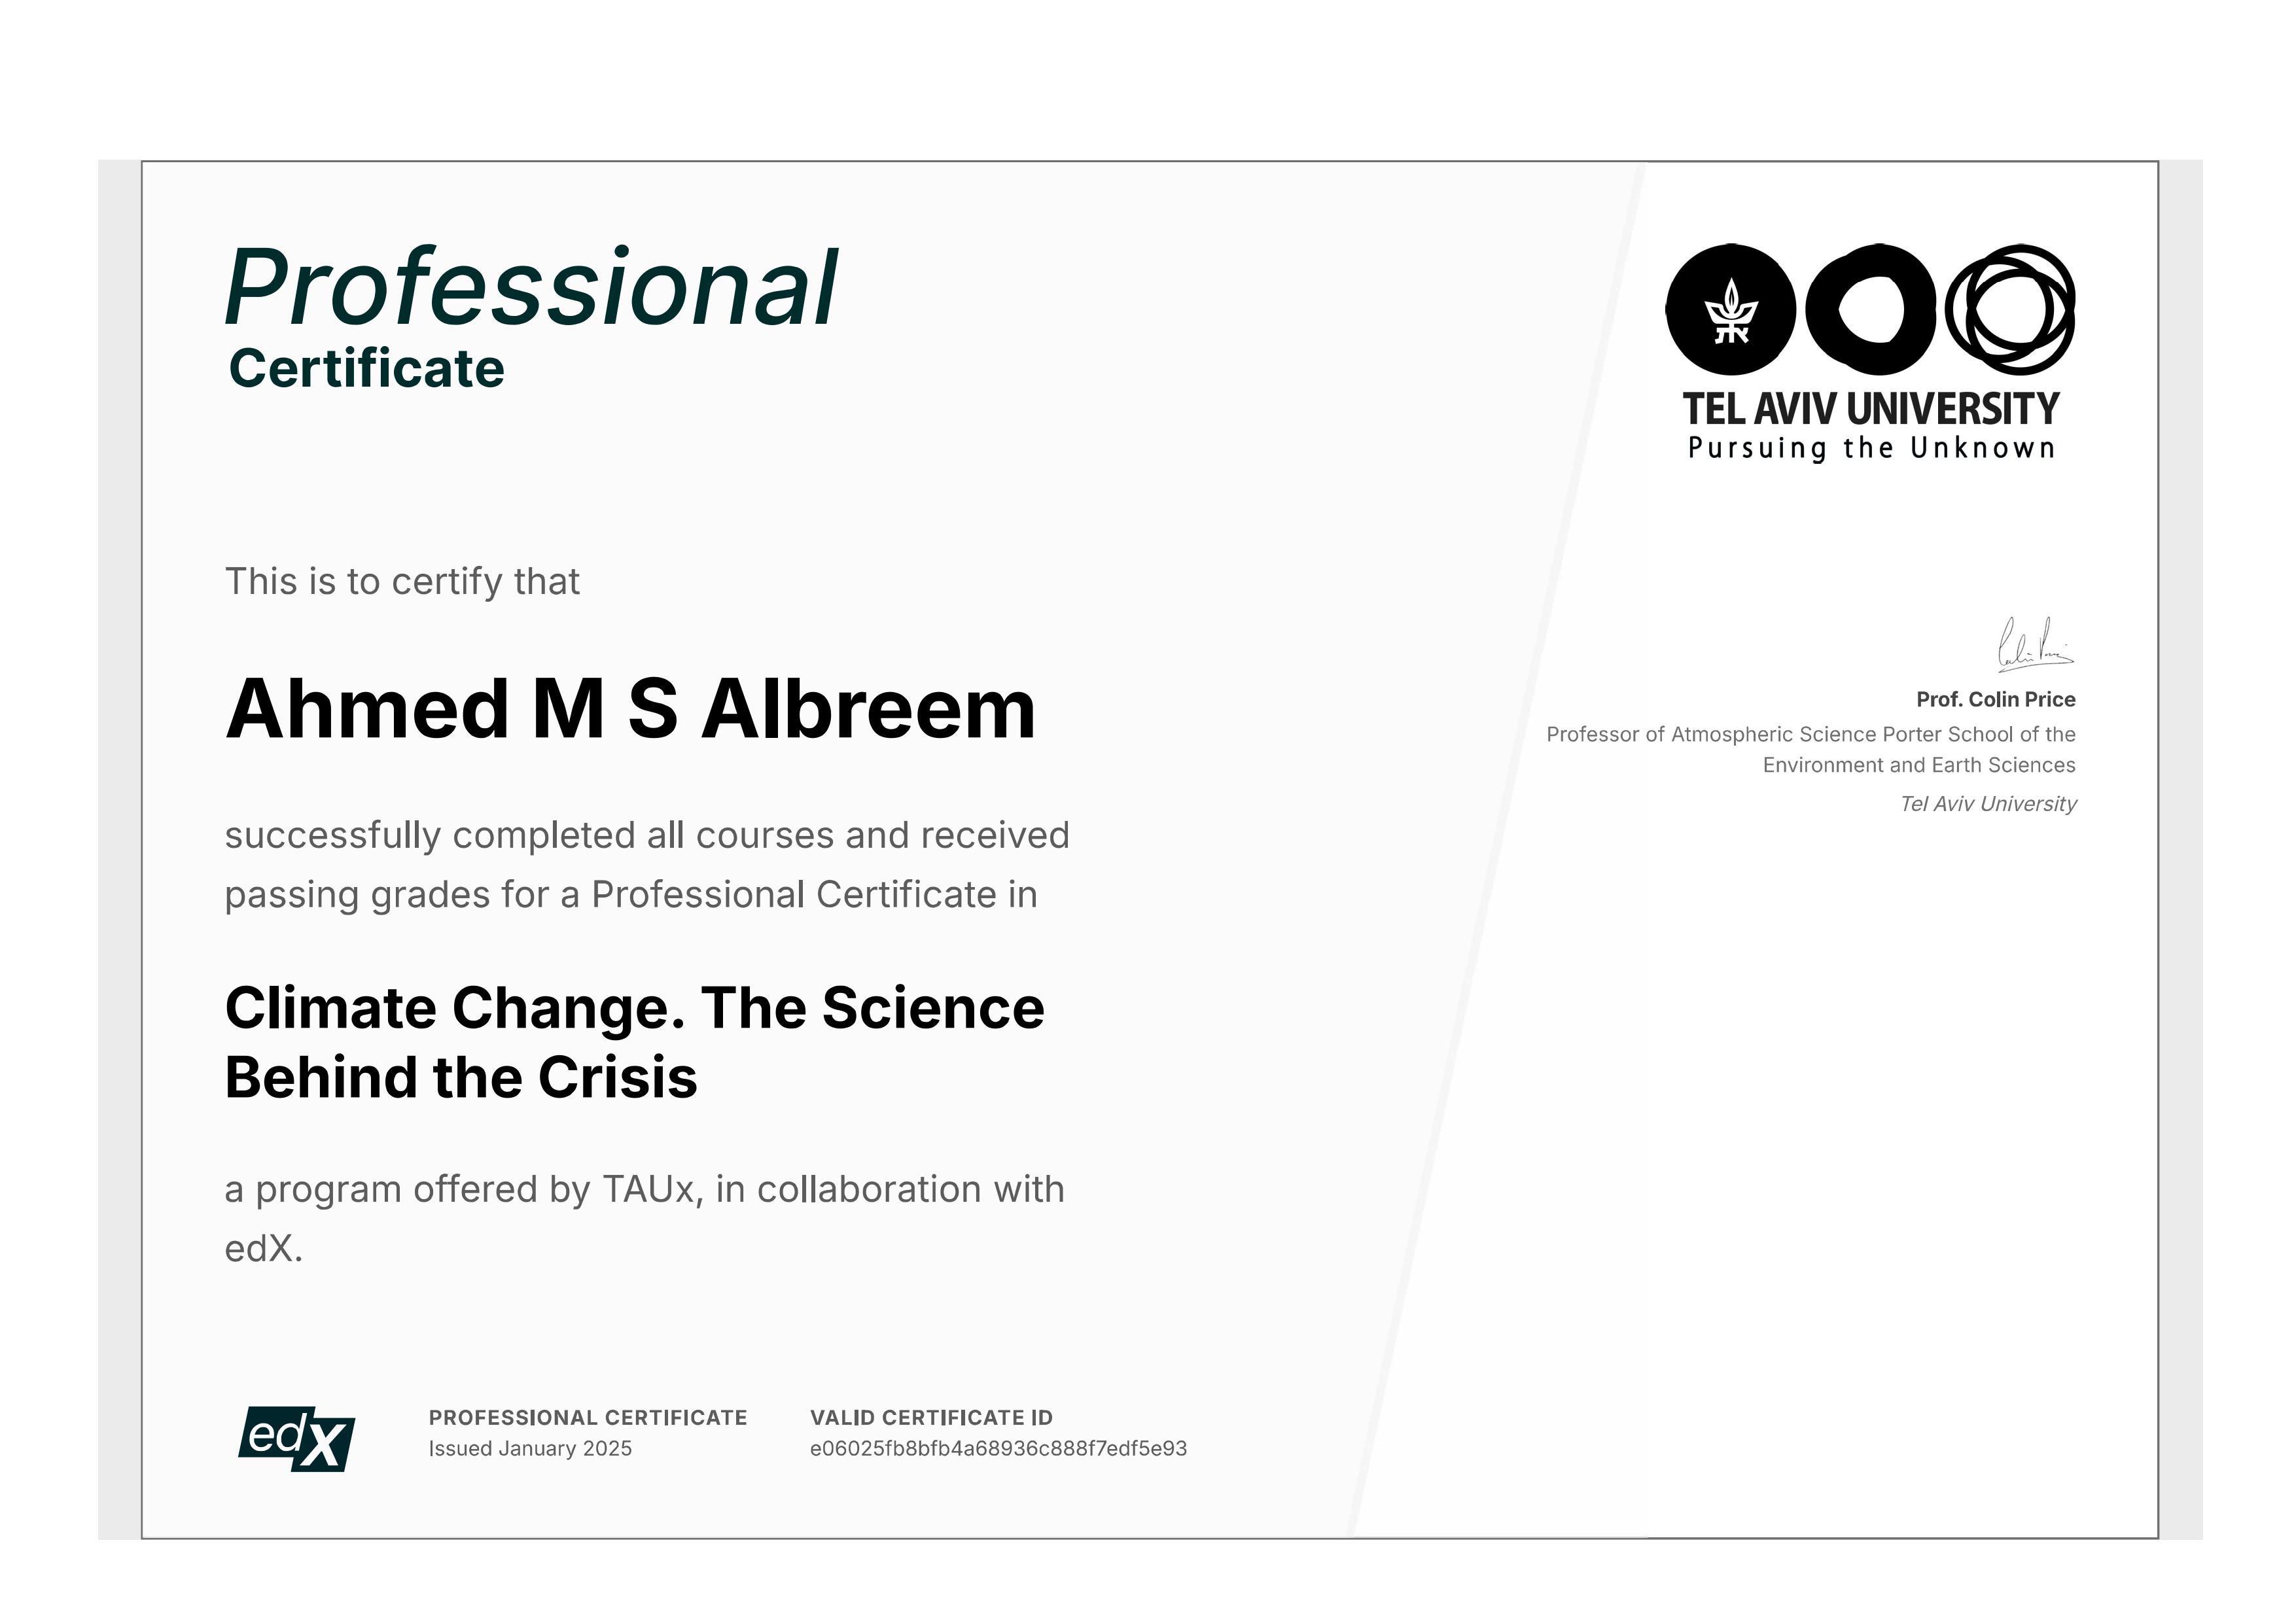 Professional
Certificate
TEL AVIV UNIVERSITY
Pursuing the Unknown
This is to certify that
Ahmed M S Albreem
successfully completed all courses and received
passing grades for a Professional Certificate in
Climate Change. The Science
Behind the Crisis
a program offered by TAUx, in collaboration with
edX.
Prof. Colin Price
Professor of Atmospheric Science Porter School of the
Environment and Earth Sciences
Tel Aviv University
edX
PROFESSIONAL CERTIFICATE
Issued January 2025
VALID CERTIFICATE ID
e06025fb8bfb4a68936c888f7edf5e93